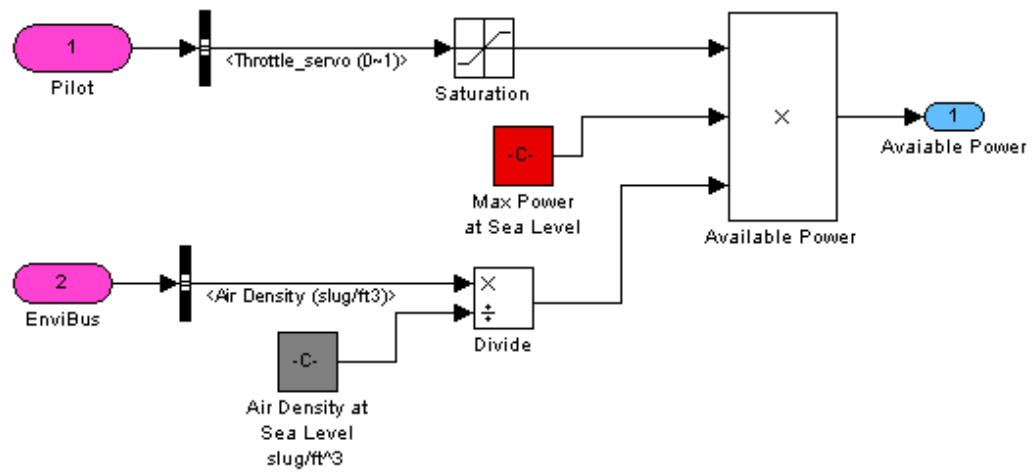 1
Pilot
<Throttle_servo (0~1)>
Saturation
-C-
Max Power
at Sea Level
×
Available Power
1
Avaiable Power
2
EnviBus
<Air Density (slug/ft3)>
×
÷
Divide
-C-
Air Density at
Sea Level
slug/ft^3